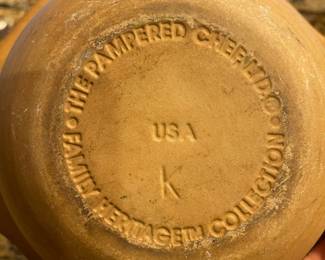 • THE PAMPERED CHEF LTD. •
USA
K
FAMILY HERITAGE™ COLLECTION